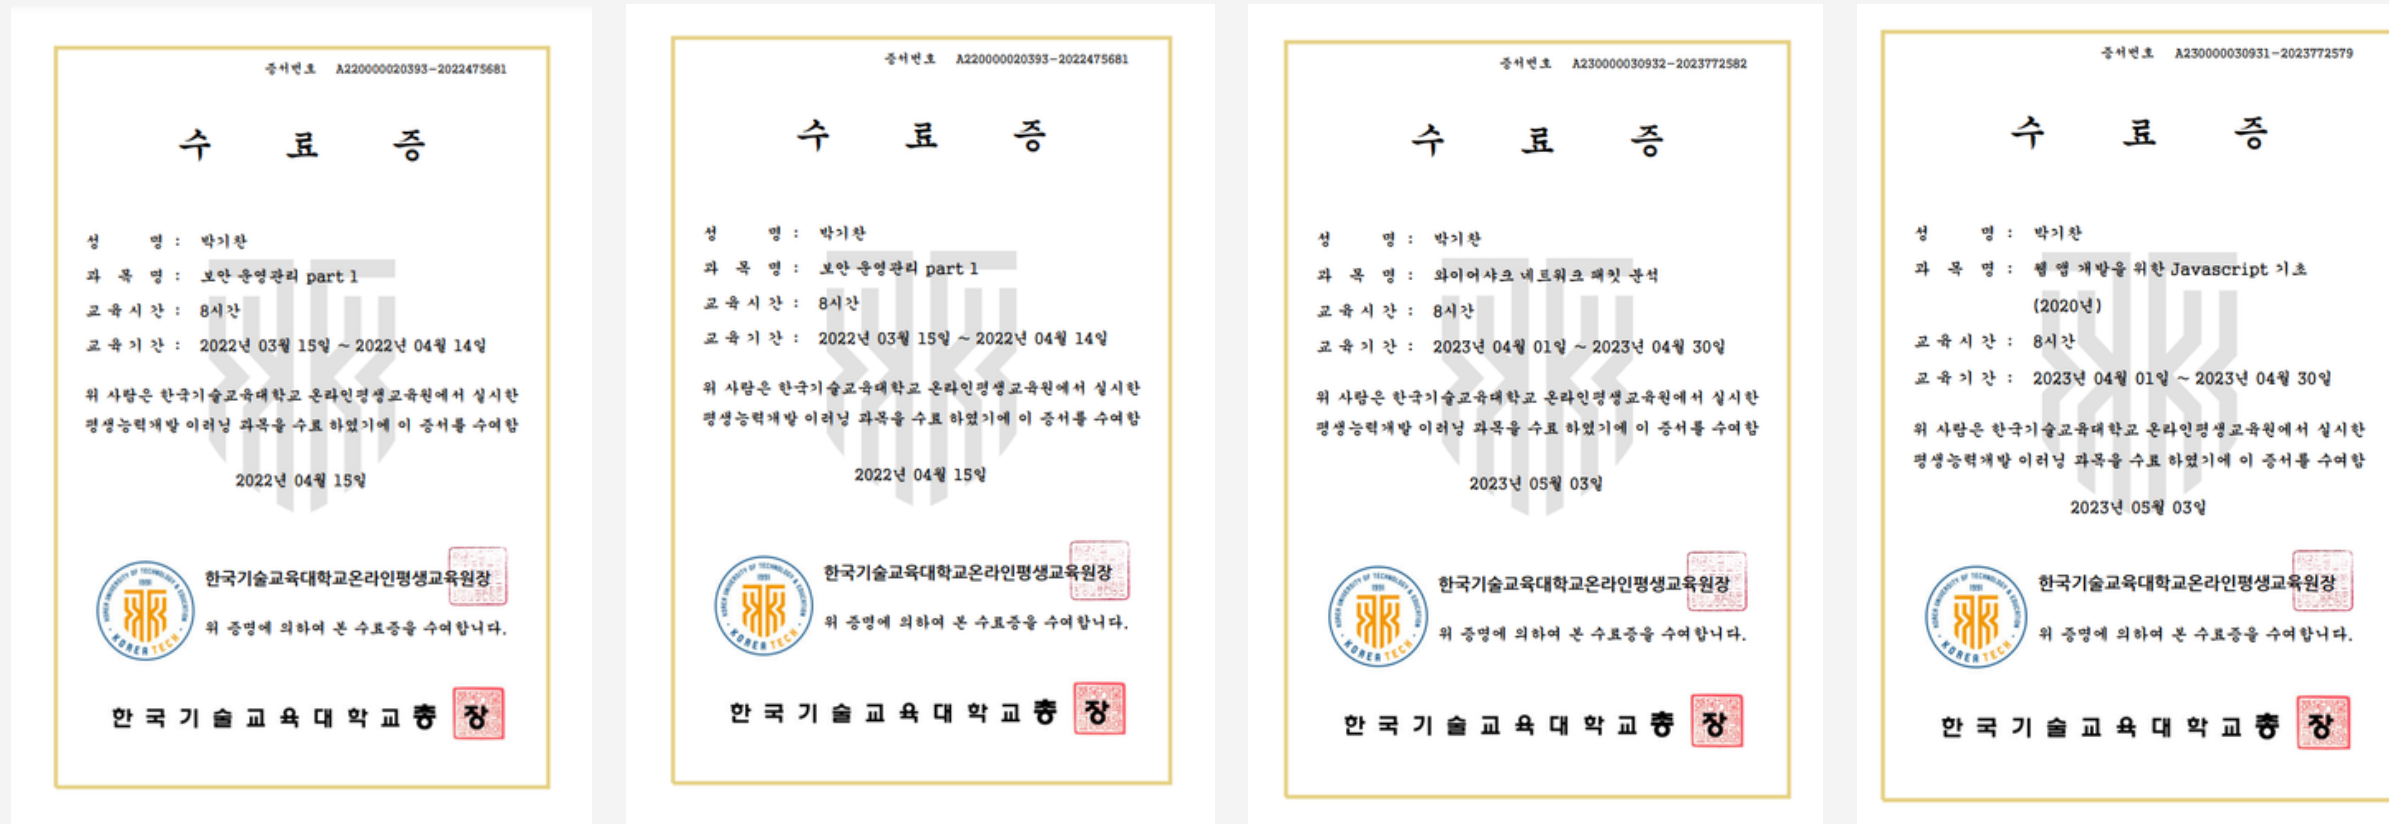 증서번호 A220000020393-2022475681
수 료 증
성 명 : 박기찬
과 목 명 : 보안 운영관리 part 1
교 육 시 간 : 8시간
교 육 기 간 : 2022년 03월 15일 ~ 2022년 04월 14일
위 사람은 한국기술교육대학교 온라인평생교육원에서 실시한
평생능력개발 이러닝 과목을 수료 하였기에 이 증서를 수여함
2022년 04월 15일
한국기술교육대학교온라인평생교육원장
위 증명에 의하여 본 수료증을 수여합니다.
KOREATECH
한 국 기 술 교 육 대 학 교 총 장
증서번호 A220000020393-2022475681
수 료 증
성 명 : 박기찬
과 목 명 : 보안 운영관리 part 1
교 육 시 간 : 8시간
교 육 기 간 : 2022년 03월 15일 ~ 2022년 04월 14일
위 사람은 한국기술교육대학교 온라인평생교육원에서 실시한
평생능력개발 이러닝 과목을 수료 하였기에 이 증서를 수여함
2022년 04월 15일
한국기술교육대학교온라인평생교육원장
위 증명에 의하여 본 수료증을 수여합니다.
KOREATECH
한 국 기 술 교 육 대 학 교 총 장
증서번호 A230000030932-2023772582
수 료 증
성 명 : 박기찬
과 목 명 : 와이어샤크 네트워크 패킷 분석
교 육 시 간 : 8시간
교 육 기 간 : 2023년 04월 01일 ~ 2023년 04월 30일
위 사람은 한국기술교육대학교 온라인평생교육원에서 실시한
평생능력개발 이러닝 과목을 수료 하였기에 이 증서를 수여함
2023년 05월 03일
한국기술교육대학교온라인평생교육원장
위 증명에 의하여 본 수료증을 수여합니다.
KOREATECH
한 국 기 술 교 육 대 학 교 총 장
증서번호 A230000030931-2023772579
수 료 증
성 명 : 박기찬
과 목 명 : 웹 앱 개발을 위한 Javascript 기초
(2020년)
교 육 시 간 : 8시간
교 육 기 간 : 2023년 04월 01일 ~ 2023년 04월 30일
위 사람은 한국기술교육대학교 온라인평생교육원에서 실시한
평생능력개발 이러닝 과목을 수료 하였기에 이 증서를 수여함
2023년 05월 03일
한국기술교육대학교온라인평생교육원장
위 증명에 의하여 본 수료증을 수여합니다.
KOREATECH
한 국 기 술 교 육 대 학 교 총 장